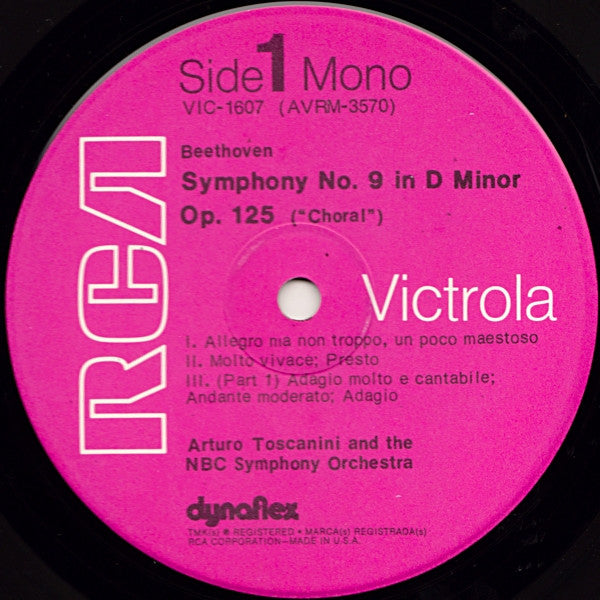 Side 1 Mono
VIC-1607 (AVRM-3570)
RCA
Beethoven
Symphony No. 9 in D Minor
Op. 125 ("Choral")
Victrola
I. Allegro ma non troppo, un poco maestoso
II. Molto vivace; Presto
III. (Part 1) Adagio molto e cantabile;
Andante moderato; Adagio
Arturo Toscanini and the
NBC Symphony Orchestra
dynaflex
TMK(s) ® REGISTERED • MARCA(s) REGISTRADA(s)
RCA CORPORATION—MADE IN U.S.A.